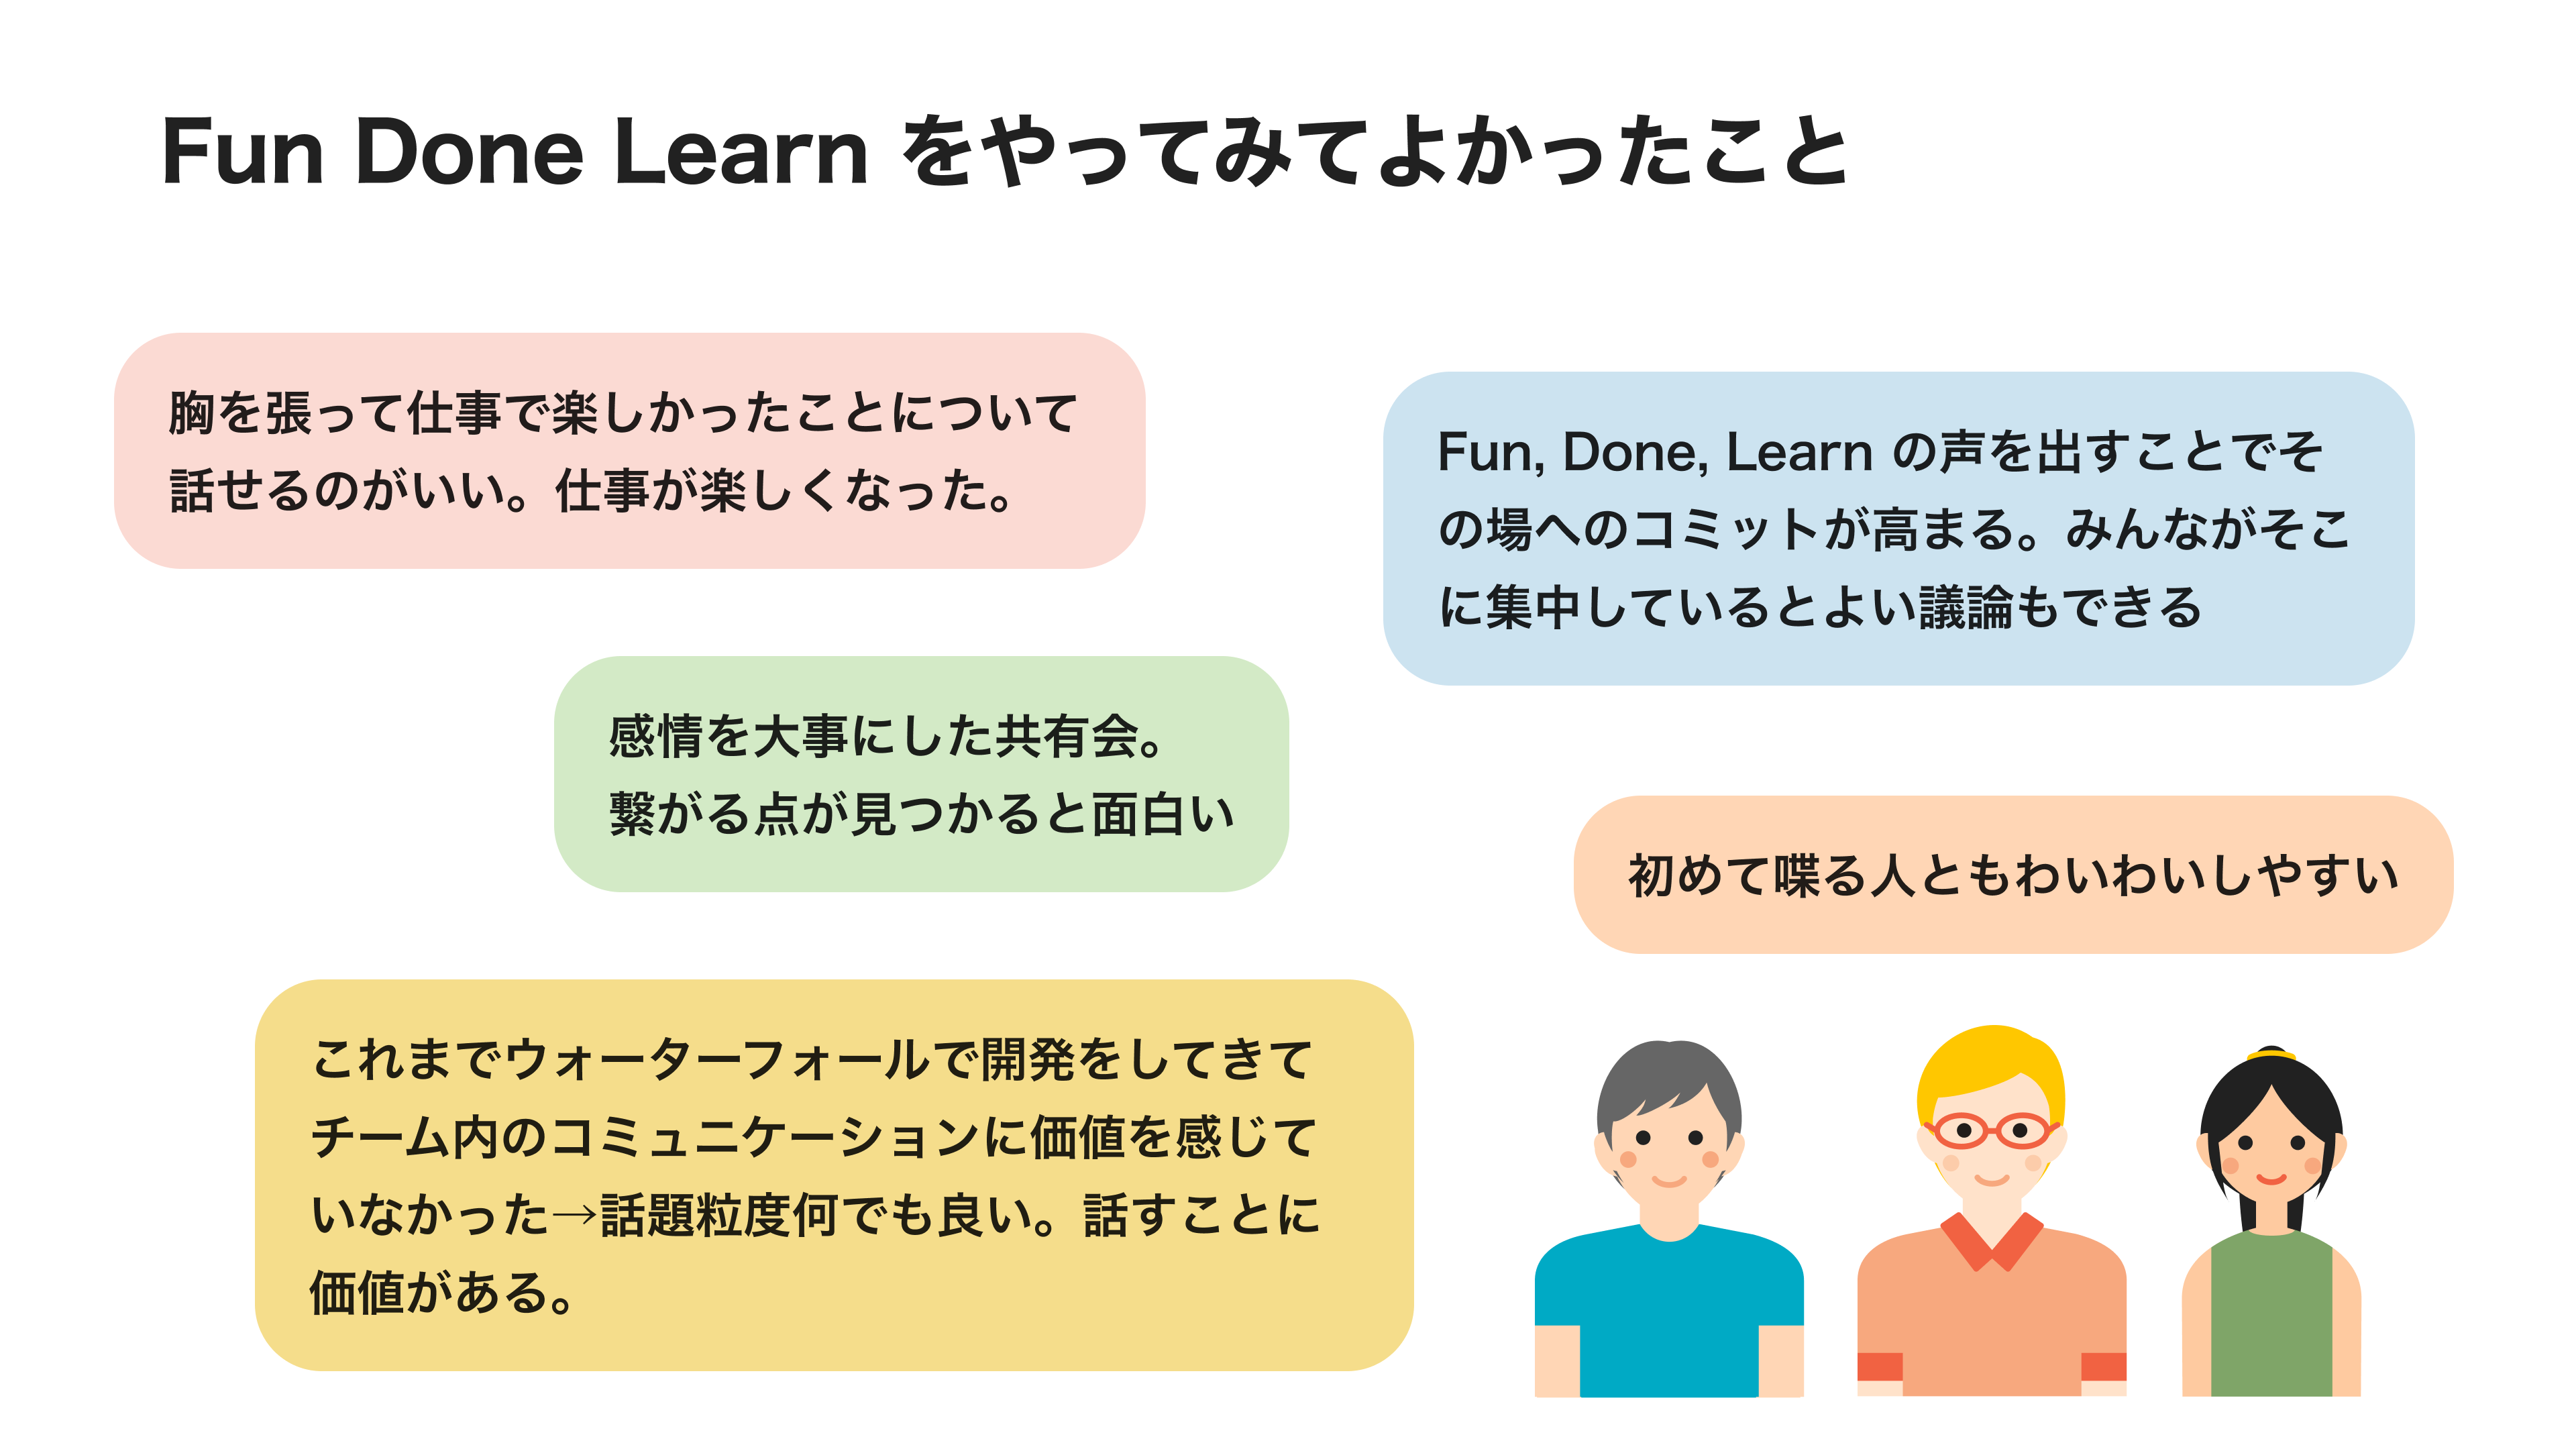 Fun Done Learn をやってみてよかったこと
胸を張って仕事で楽しかったことについて
話せるのがいい。仕事が楽しくなった。
Fun, Done, Learn の声を出すことでそ
の場へのコミットが高まる。みんながそこ
に集中しているとよい議論もできる
感情を大事にした共有会。
繋がる点が見つかると面白い
初めて喋る人ともわいわいしやすい
これまでウォーターフォールで開発をしてきて
チーム内のコミュニケーションに価値を感じて
いなかった→話題粒度何でも良い。話すことに
価値がある。